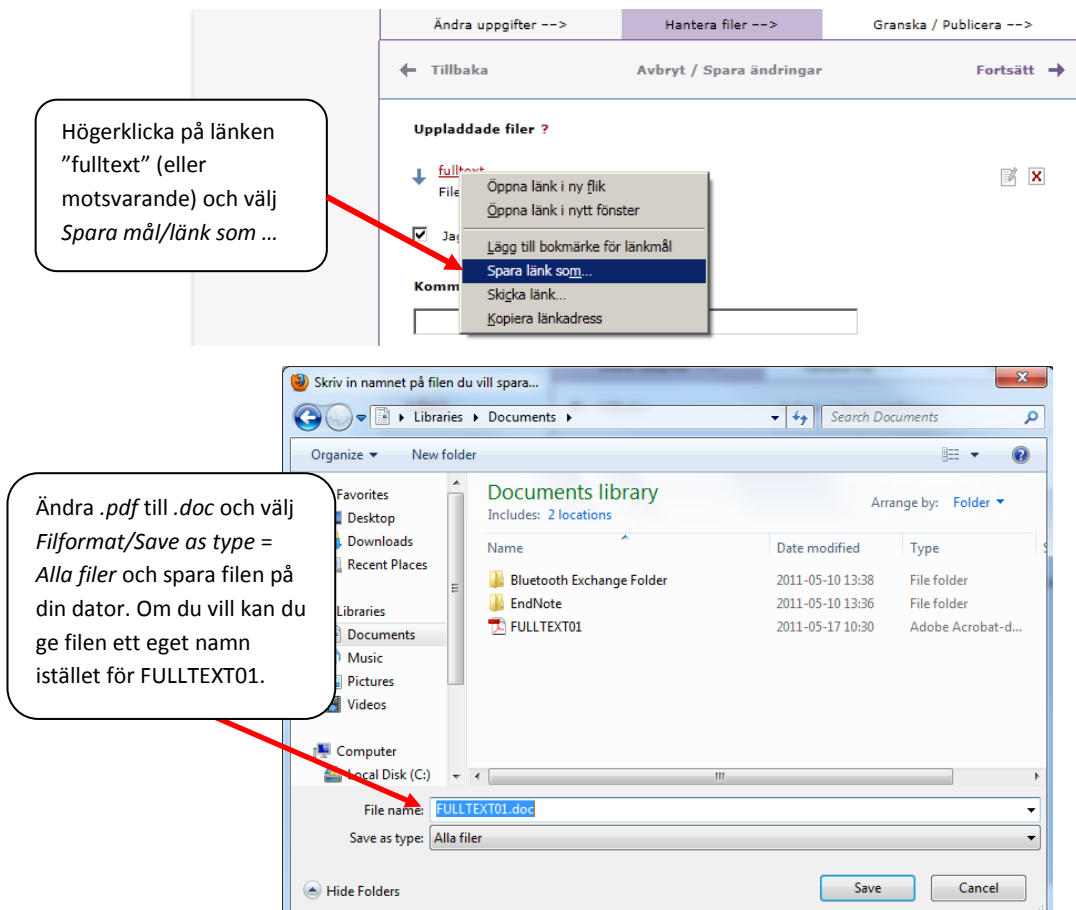 Ändra uppgifter -->
Hantera filer -->
Granska / Publicera -->
Tillbaka
Avbryt / Spara ändringar
Fortsätt
Högerklicka på länken
”fulltext” (eller
motsvarande) och välj
Spara mål/länk som …
Uppladdade filer ?
fulltext
File
Öppna länk i ny flik
Öppna länk i nytt fönster
Lägg till bokmärke för länkmål
Spara länk som...
Skicka länk...
Kopiera länkadress
Jag
Komm
Skriv in namnet på filen du vill spara...
Libraries
Documents
Search Documents
Organize
New folder
Ändra .pdf till .doc och välj
Filformat/Save as type =
Alla filer och spara filen på
din dator. Om du vill kan du
ge filen ett eget namn
istället för FULLTEXT01.
Favorites
Desktop
Downloads
Recent Places
Libraries
Documents
Music
Pictures
Videos
Computer
Local Disk (C:)
Documents library
Includes: 2 locations
Arrange by: Folder
Name Date modified Type
Bluetooth Exchange Folder 2011-05-10 13:38 File folder
EndNote 2011-05-10 13:36 File folder
FULLTEXT01 2011-05-17 10:30 Adobe Acrobat-d...
File name: FULLTEXT01.doc
Save as type: Alla filer
Hide Folders
Save
Cancel